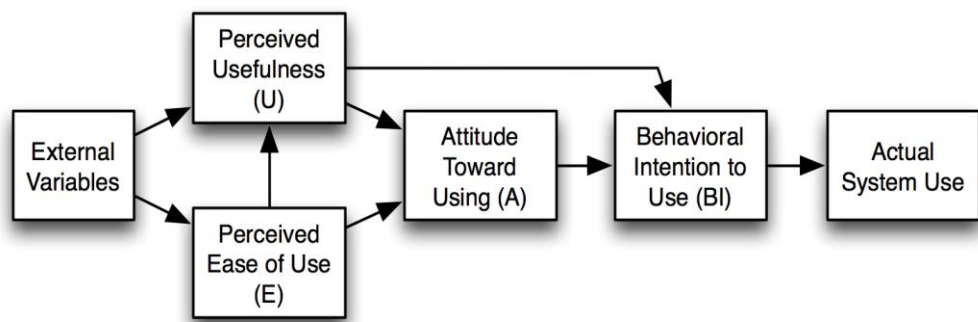 External
Variables
Perceived
Usefulness
(U)
Perceived
Ease of Use
(E)
Attitude
Toward
Using (A)
Behavioral
Intention to
Use (BI)
Actual
System Use